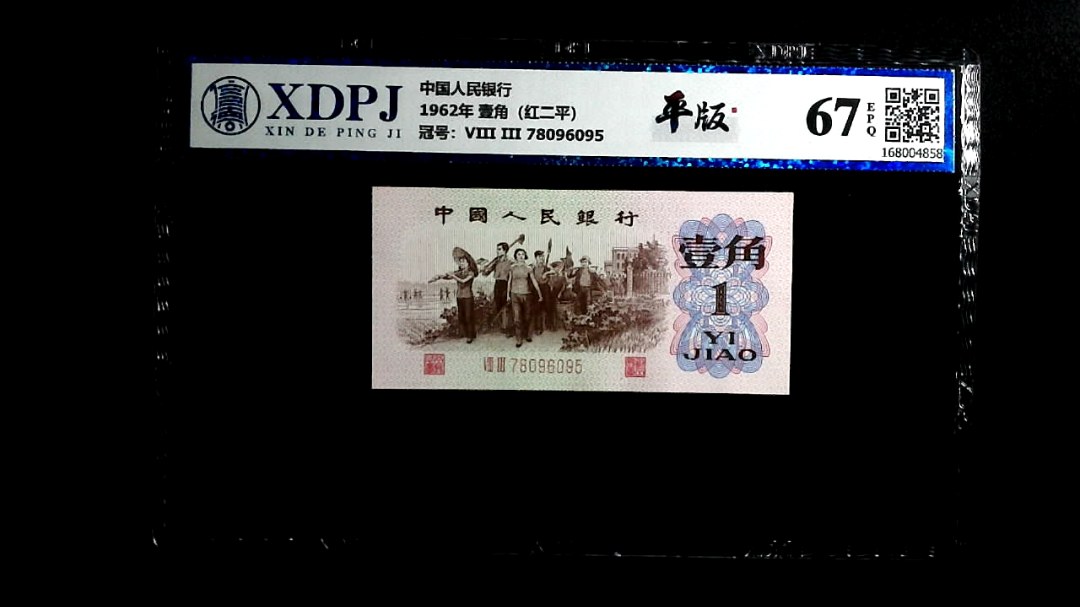 XDPJ
XIN DE PING JI
中国人民银行
1962年 壹角（红二平）
冠号：VIII III 78096095
平版
67
EPQ
168004858
中國人民銀行
壹角
1
YI
JIAO
VIII III 78096095